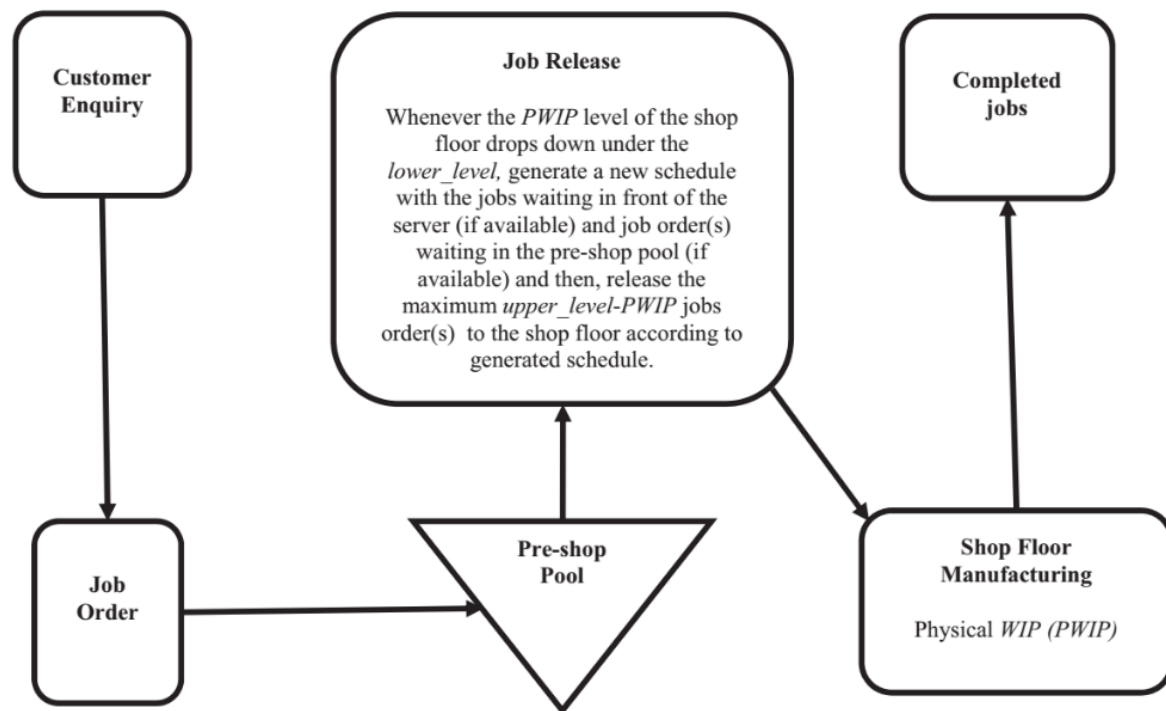 Customer
Enquiry
Job Release
Whenever the PWIP level of the shop
floor drops down under the
lower_level, generate a new schedule
with the jobs waiting in front of the
server (if available) and job order(s)
waiting in the pre-shop pool (if
available) and then, release the
maximum upper_level-PWIP jobs
order(s) to the shop floor according to
generated schedule.
Completed
jobs
Job
Order
Pre-shop
Pool
Shop Floor
Manufacturing
Physical WIP (PWIP)